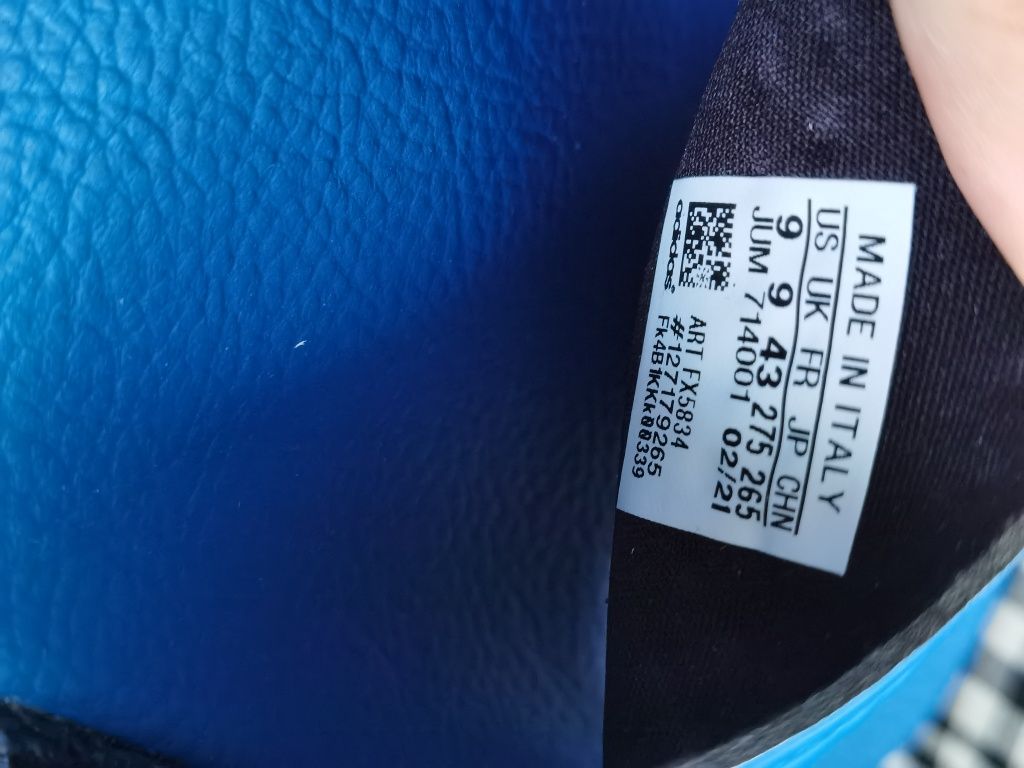 MADE IN ITALY
US UK FR JP CHN
9 9 43 275 265
JUM 714001 02/21
adidas
ART FX5834
#127179265
FK4B1KKK00339